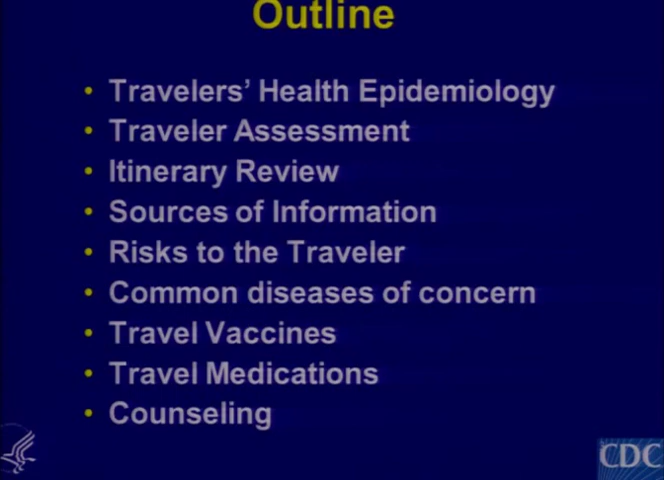 Outline
• Travelers' Health Epidemiology
• Traveler Assessment
• Itinerary Review
• Sources of Information
• Risks to the Traveler
• Common diseases of concern
• Travel Vaccines
• Travel Medications
• Counseling
CDC